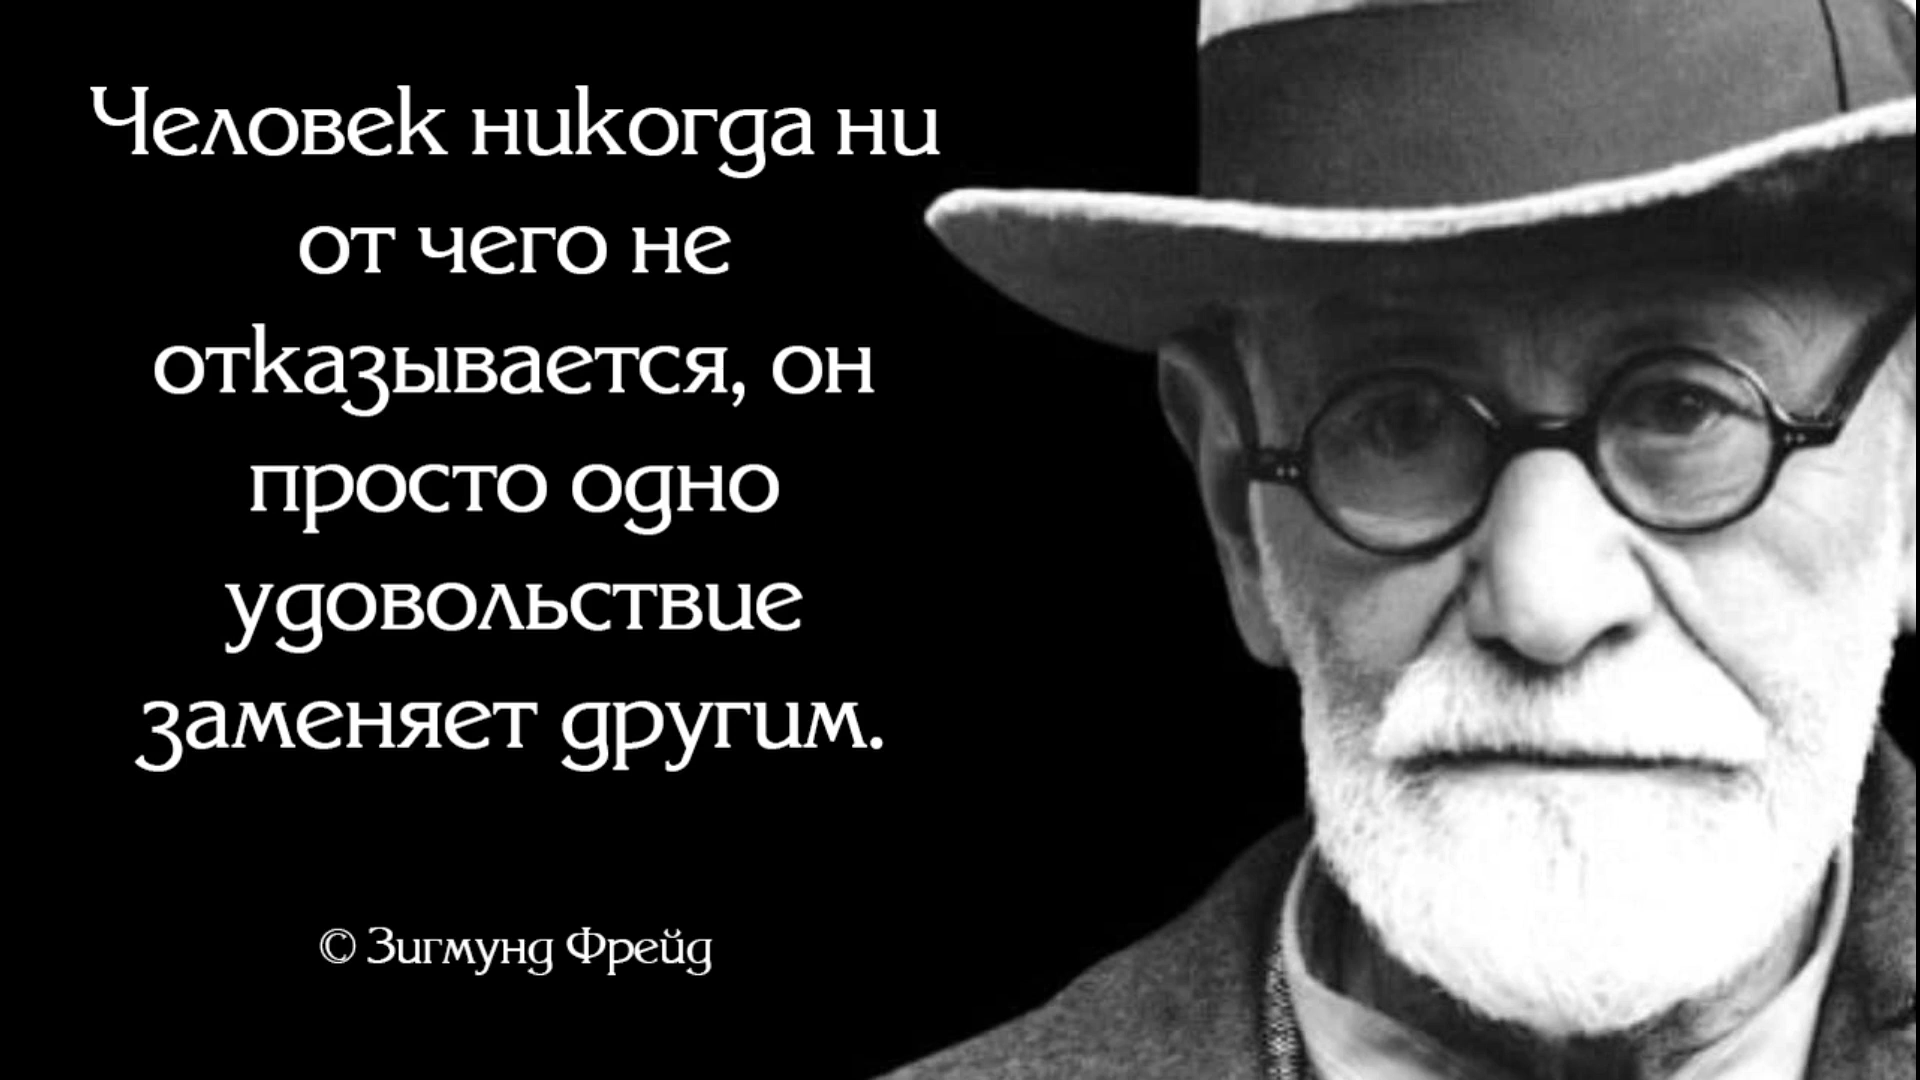 Человек никогда ни
от чего не
отказывается, он
просто одно
удовольствие
заменяет другим.
© Зигмунд Фрейд